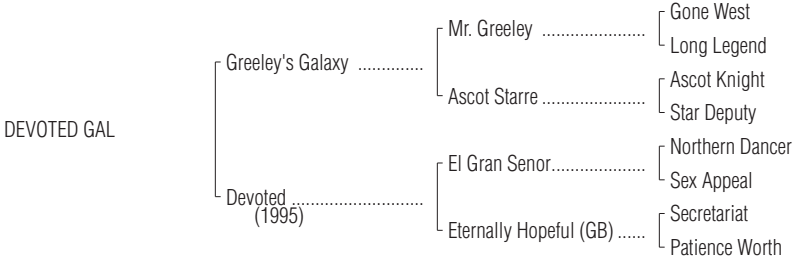 Gone West
Mr. Greeley ......................
Long Legend
Greeley's Galaxy ..............
Ascot Knight
Ascot Starre ......................
Star Deputy
DEVOTED GAL
Northern Dancer
El Gran Senor....................
Sex Appeal
Devoted ............................
(1995)
Secretariat
Eternally Hopeful (GB) ......
Patience Worth